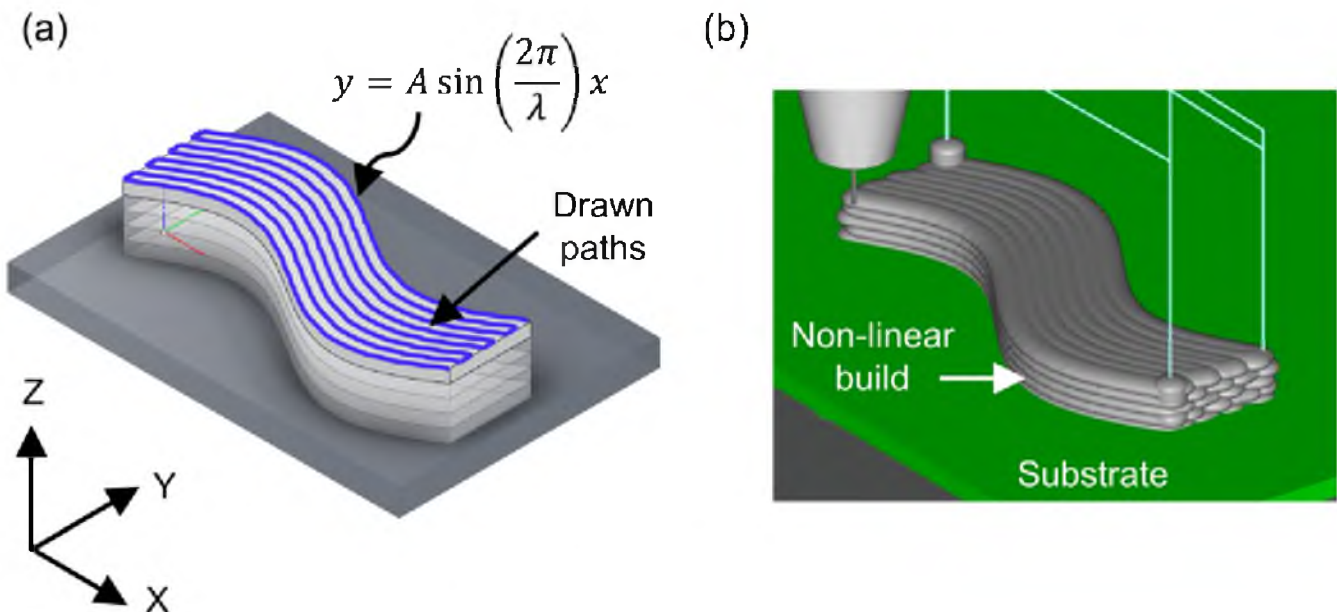 (a)
y = A sin (2π/λ) x
Drawn
paths
Z
Y
X
(b)
Non-linear
build
Substrate